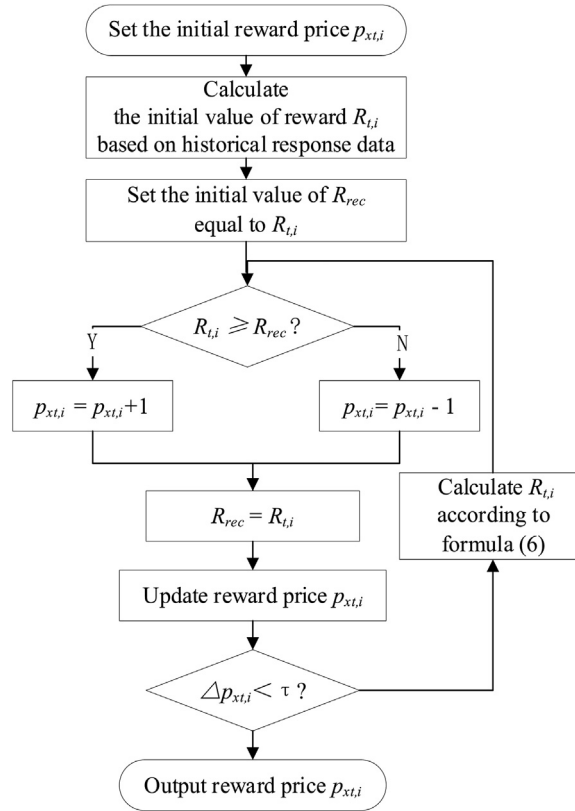 Set the initial reward price pxt,i
Calculate
the initial value of reward Rt,i
based on historical response data
Set the initial value of Rrec
equal to Rt,i
Rt,i ⩾ Rrec ?
Y
N
pxt,i = pxt,i+1
pxt,i= pxt,i - 1
Rrec = Rt,i
Calculate Rt,i
according to
formula (6)
Update reward price pxt,i
△pxt,i< τ ?
Output reward price pxt,i